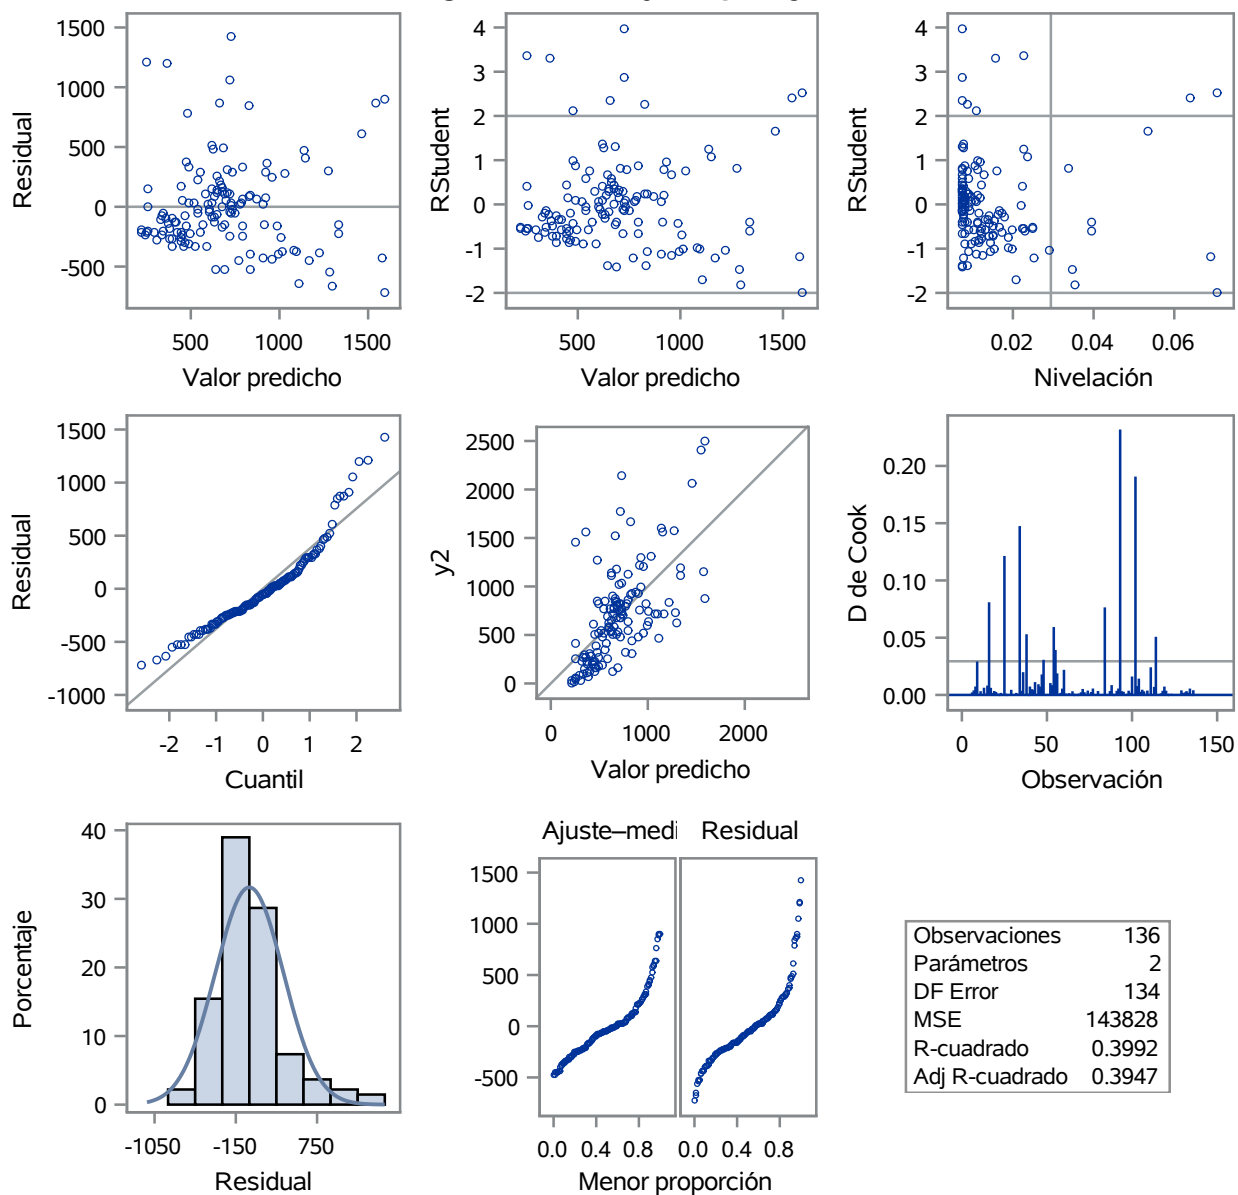 1500
1000
500
0
-500
Residual
500 1000 1500
Valor predicho
4
3
2
1
0
-1
-2
RStudent
500 1000 1500
Valor predicho
4
3
2
1
0
-1
-2
RStudent
0.02 0.04 0.06
Nivelación
1500
1000
500
0
-500
-1000
Residual
-2 -1 0 1 2
Cuantil
2500
2000
1500
1000
500
0
y2
0 1000 2000
Valor predicho
0.20
0.15
0.10
0.05
0.00
D de Cook
0 50 100 150
Observación
40
30
20
10
0
Porcentaje
-1050 -150 750
Residual
Ajuste–medi Residual
1500
1000
500
0
-500
0.0 0.4 0.8 0.0 0.4 0.8
Menor proporción
Observaciones 136
Parámetros 2
DF Error 134
MSE 143828
R-cuadrado 0.3992
Adj R-cuadrado 0.3947